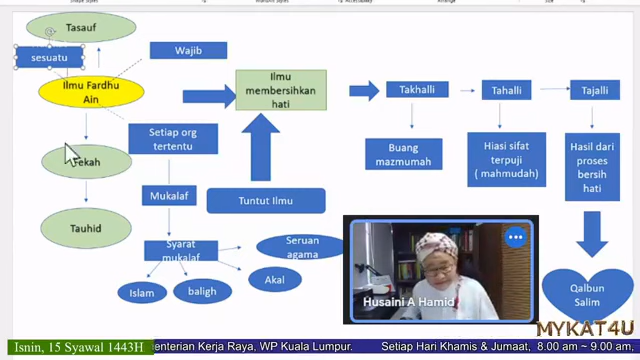 Tasauf
sesuatu
Wajib
Ilmu Fardhu
Ain
Setiap org
tertentu
Fekah
Mukalaf
Tauhid
Syarat
mukalaf
Islam
baligh
Akal
Seruan
agama
Ilmu
membersihkan
hati
Tuntut Ilmu
Takhalli
Tahalli
Tajalli
Buang
mazmumah
Hiasi sifat
terpuji
( mahmudah)
Hasil dari
proses
bersih
hati
Qalbun
Salim
Husaini A Hamid
MYKAT4U
Isnin, 15 Syawal 1443H
enterian Kerja Raya, WP Kuala Lumpur.
Setiap Hari Khamis & Jumaat, 8.00 am ~ 9.00 am,